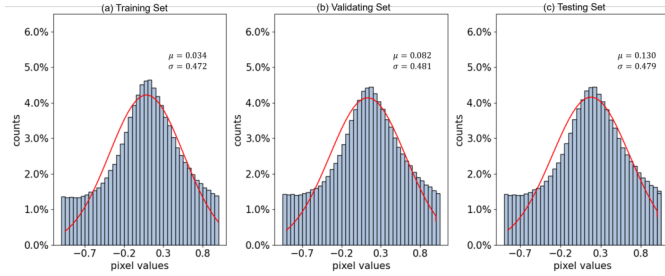 (a) Training Set
6.0%
5.0%
4.0%
3.0%
2.0%
1.0%
0.0%
counts
μ = 0.034
σ = 0.472
−0.7 −0.2 0.3 0.8
pixel values
(b) Validating Set
6.0%
5.0%
4.0%
3.0%
2.0%
1.0%
0.0%
counts
μ = 0.082
σ = 0.481
−0.7 −0.2 0.3 0.8
pixel values
(c) Testing Set
6.0%
5.0%
4.0%
3.0%
2.0%
1.0%
0.0%
counts
μ = 0.130
σ = 0.479
−0.7 −0.2 0.3 0.8
pixel values